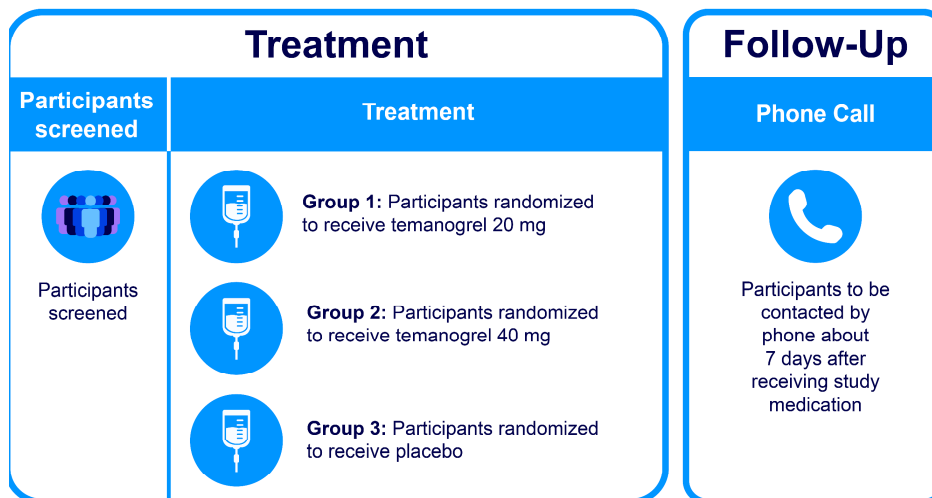 Treatment
Participants
screened
Treatment
Participants
screened
Group 1: Participants randomized
to receive temanogrel 20 mg
Group 2: Participants randomized
to receive temanogrel 40 mg
Group 3: Participants randomized
to receive placebo
Follow-Up
Phone Call
Participants to be
contacted by
phone about
7 days after
receiving study
medication